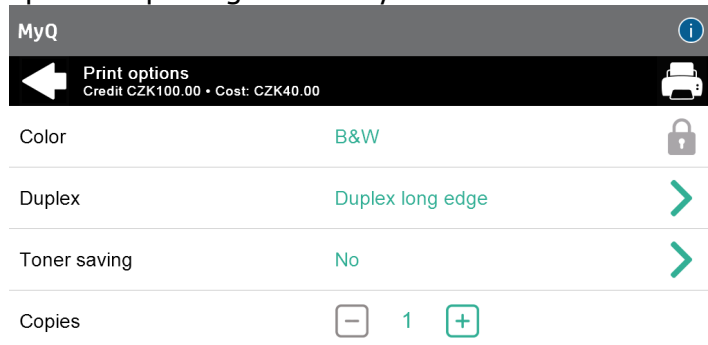 MyQ
Print options
Credit CZK100.00 • Cost: CZK40.00
Color B&W
Duplex Duplex long edge
Toner saving No
Copies 1